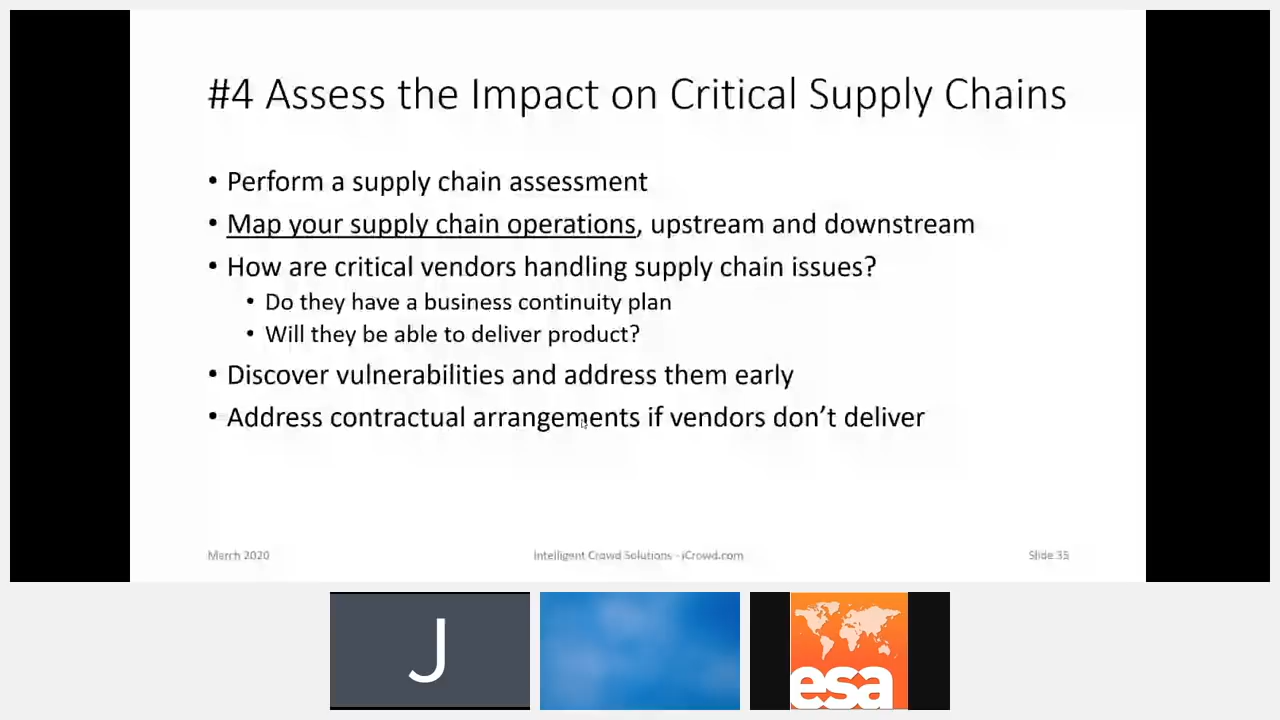 #4 Assess the Impact on Critical Supply Chains
• Perform a supply chain assessment
• Map your supply chain operations, upstream and downstream
• How are critical vendors handling supply chain issues?
• Do they have a business continuity plan
• Will they be able to deliver product?
• Discover vulnerabilities and address them early
• Address contractual arrangements if vendors don’t deliver
March 2020
Intelligent Crowd Solutions - iCrowd.com
Slide 35
J
esa